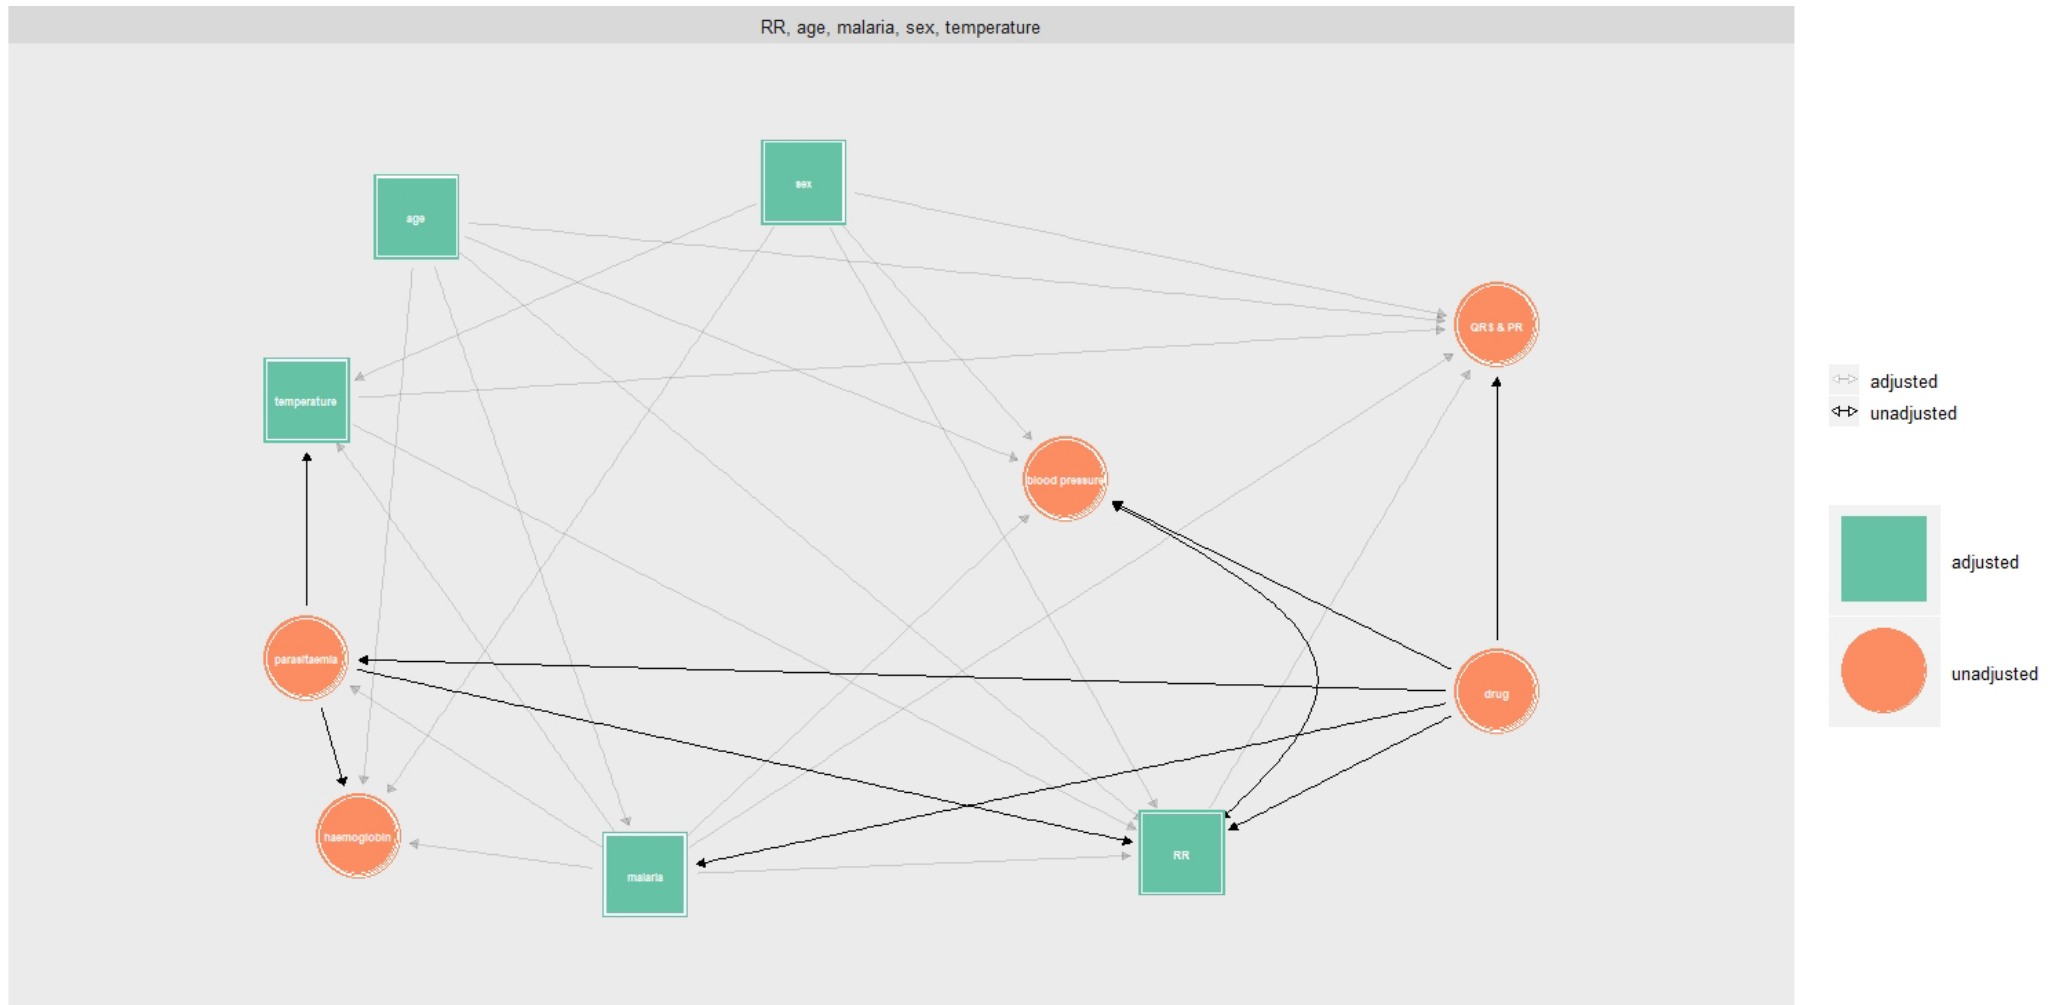 RR, age, malaria, sex, temperature
sex
age
QRS & PR
adjusted
temperature
unadjusted
blood pressure
adjusted
parasitaemia
unadjusted
drug
haemoglobin
RR
malaria